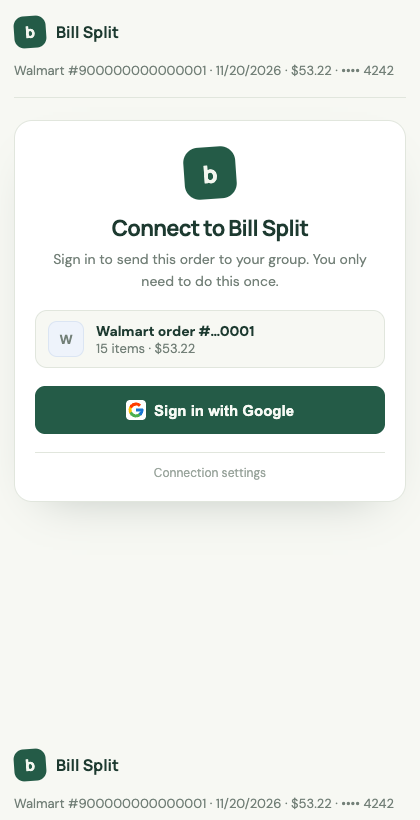 b Bill Split
Walmart #900000000000001 · 11/20/2026 · $53.22 · •••• 4242
b
Connect to Bill Split
Sign in to send this order to your group. You only
need to do this once.
W
Walmart order #…0001
15 items · $53.22
G Sign in with Google
Connection settings
b Bill Split
Walmart #900000000000001 · 11/20/2026 · $53.22 · •••• 4242